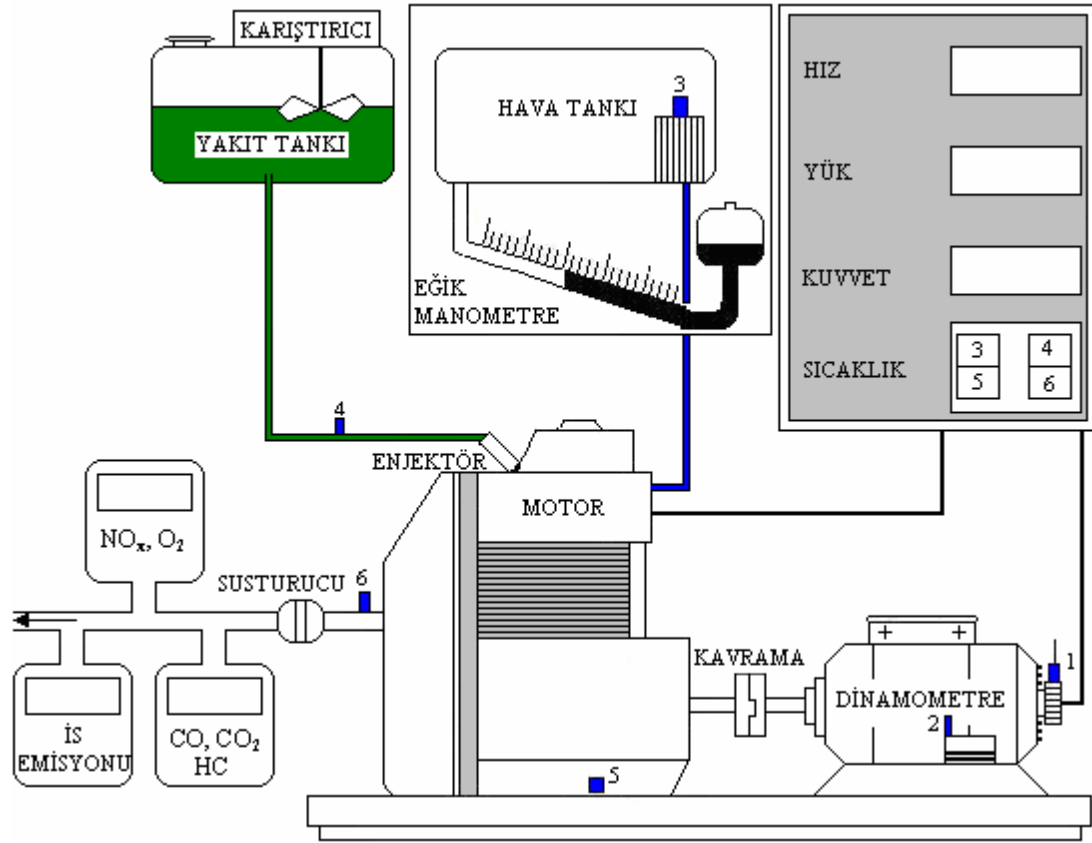 KARIŞTIRICI
YAKIT TANKI
HAVA TANKI
3
EĞİK
MANOMETRE
HIZ
YÜK
KUVVET
SICAKLIK
3 4
5 6
4
ENJEKTÖR
MOTOR
NOx, O2
SUSTURUCU
6
İS
EMİSYONU
CO, CO2
HC
KAVRAMA
DİNAMOMETRE
1
2
5